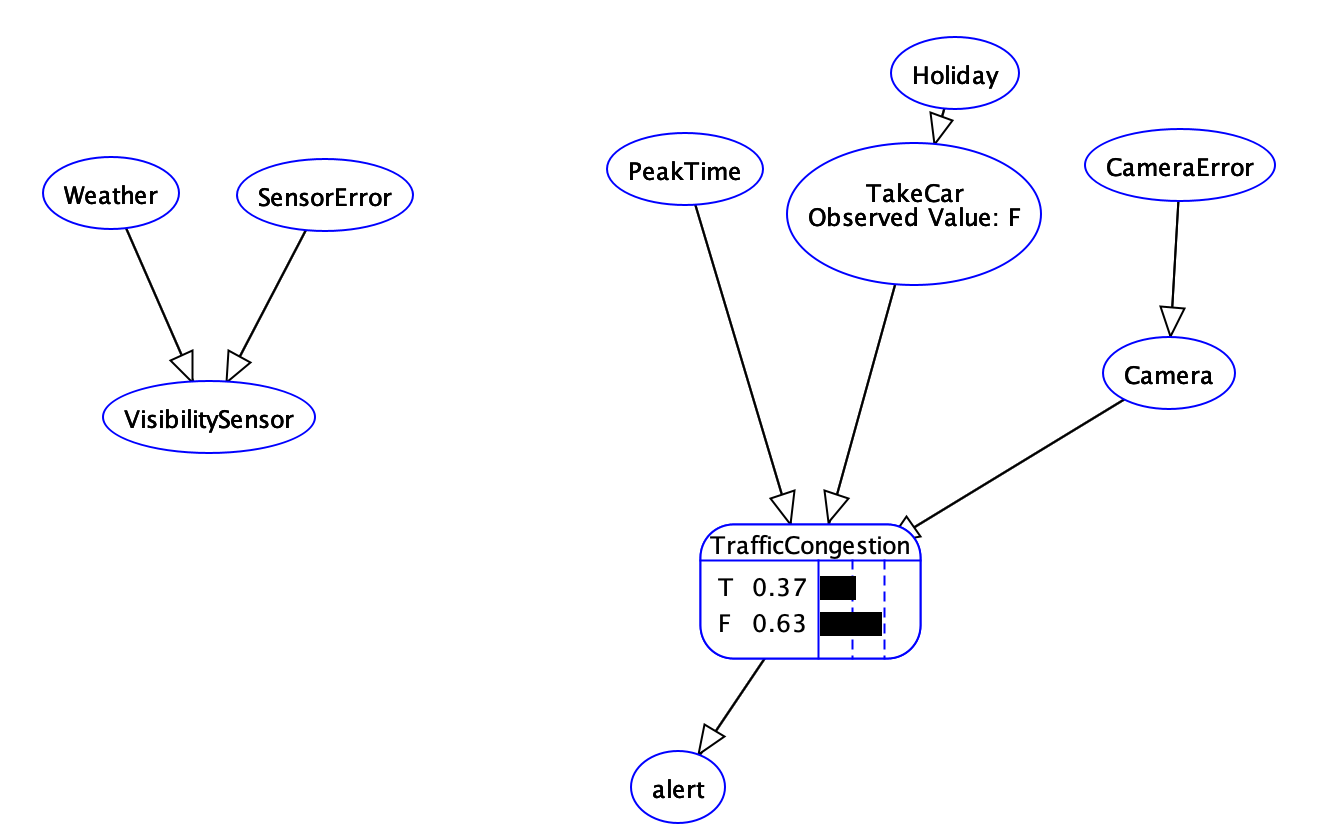 Holiday
PeakTime
TakeCar
Observed Value: F
CameraError
Weather
SensorError
Camera
VisibilitySensor
TrafficCongestion
T 0.37
F 0.63
alert